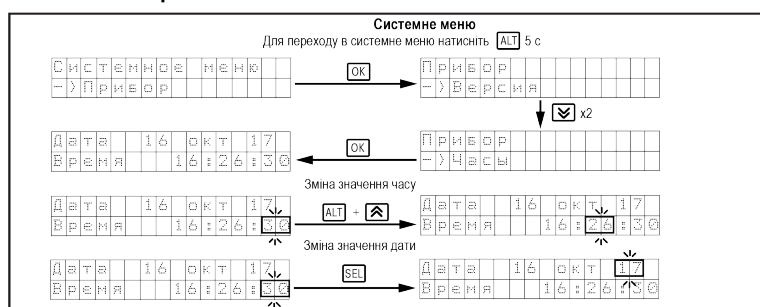 Системне меню
Для переходу в системне меню натисніть ALT 5 с
Системное меню
OK
Прибор
->Прибор
->Версия
x2
Дата 16 окт 17
OK
Прибор
Время 16:26:30
->Часы
Зміна значення часу
Дата 16 окт 17
ALT +
Дата 16 окт 17
Время 16:26:30
Время 16:26:30
Зміна значення дати
Дата 16 окт 17
SEL
Дата 16 окт 17
Время 16:26:30
Время 16:26:30